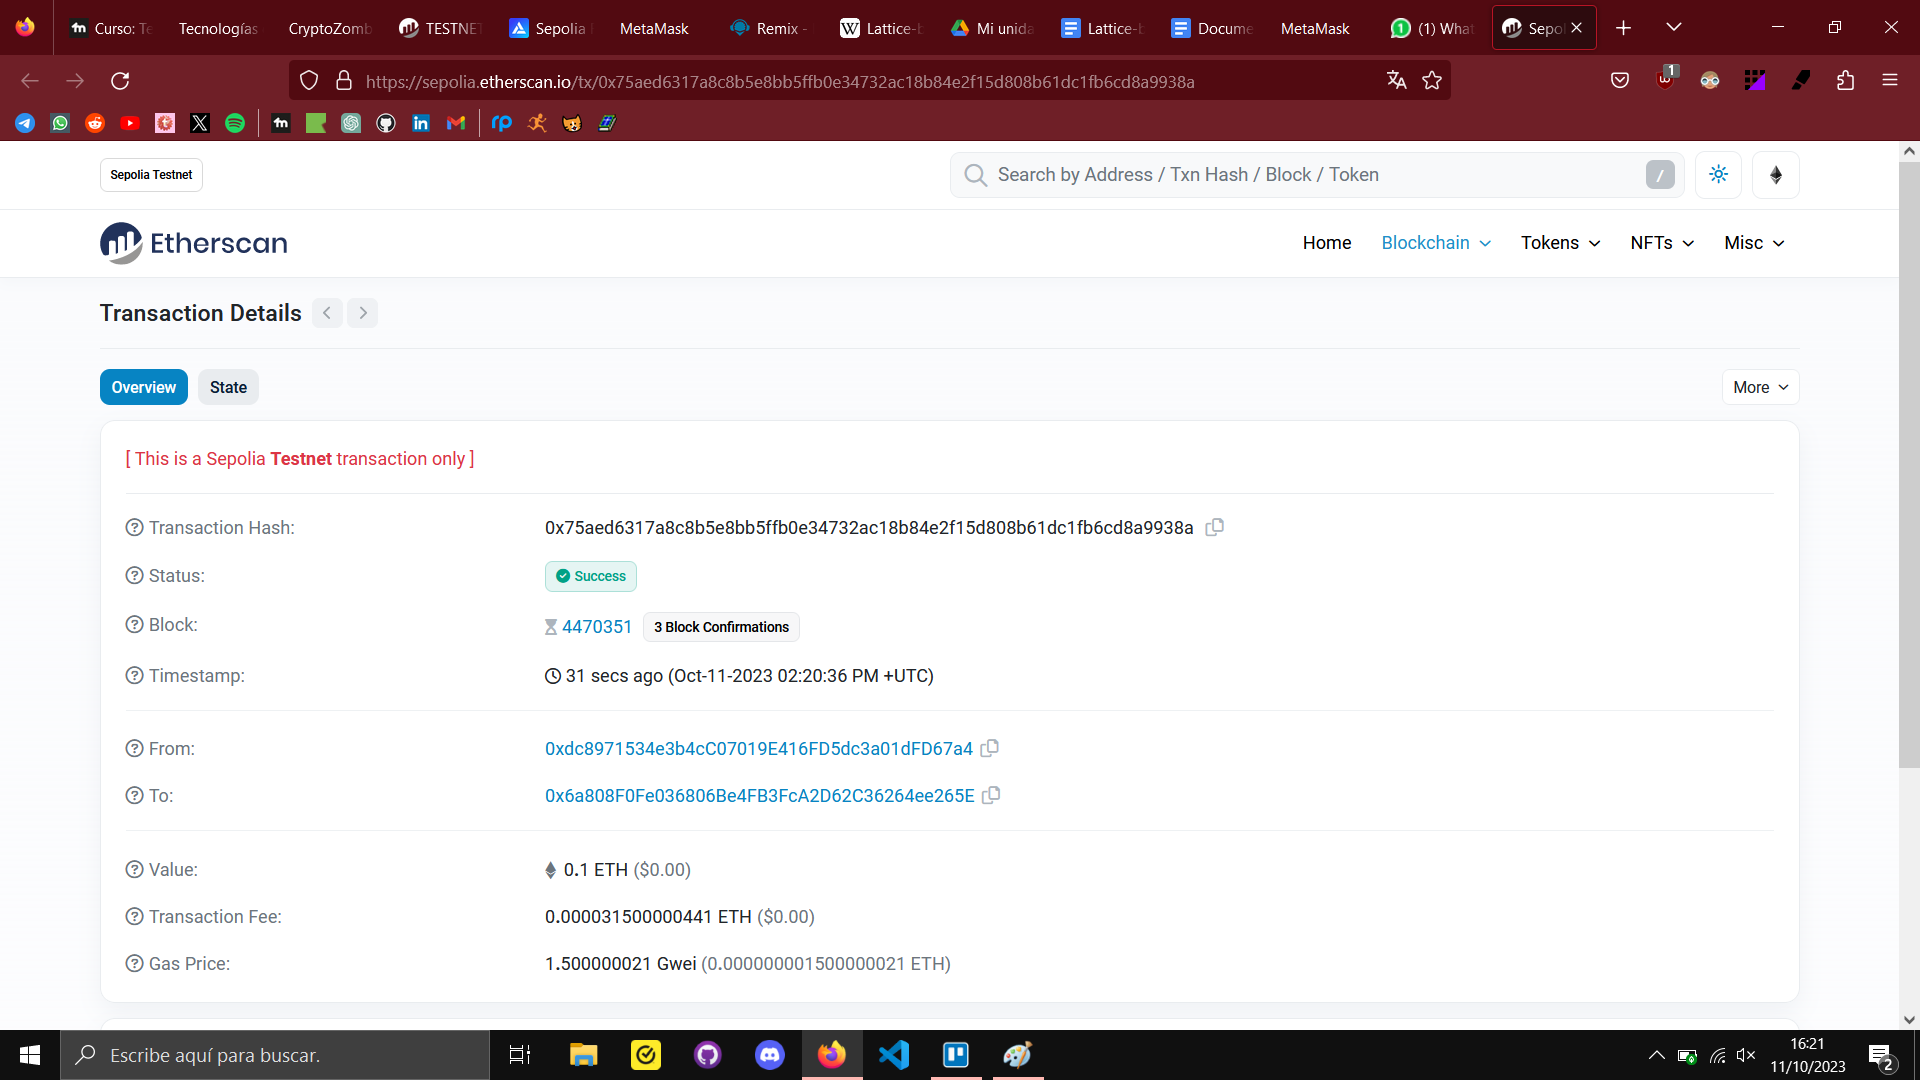 Curso: Te
Tecnologías
CryptoZomb
TESTNET
Sepolia
MetaMask
Remix -
Lattice-b
Mi unida
Lattice-b
Docume
MetaMask
(1) What
Sepol
https://sepolia.etherscan.io/tx/0x75aed6317a8c8b5e8bb5ffb0e34732ac18b84e2f15d808b61dc1fb6cd8a9938a
1
Sepolia Testnet
Search by Address / Txn Hash / Block / Token
/
Etherscan
Home
Blockchain
Tokens
NFTs
Misc
Transaction Details
Overview
State
More
[ This is a Sepolia Testnet transaction only ]
Transaction Hash:
0x75aed6317a8c8b5e8bb5ffb0e34732ac18b84e2f15d808b61dc1fb6cd8a9938a
Status:
Success
Block:
4470351
3 Block Confirmations
Timestamp:
31 secs ago (Oct-11-2023 02:20:36 PM +UTC)
From:
0xdc8971534e3b4cC07019E416FD5dc3a01dFD67a4
To:
0x6a808F0Fe036806Be4FB3FcA2D62C36264ee265E
Value:
0.1 ETH ($0.00)
Transaction Fee:
0.000031500000441 ETH ($0.00)
Gas Price:
1.500000021 Gwei (0.000000001500000021 ETH)
Escribe aquí para buscar.
16:21
11/10/2023
2